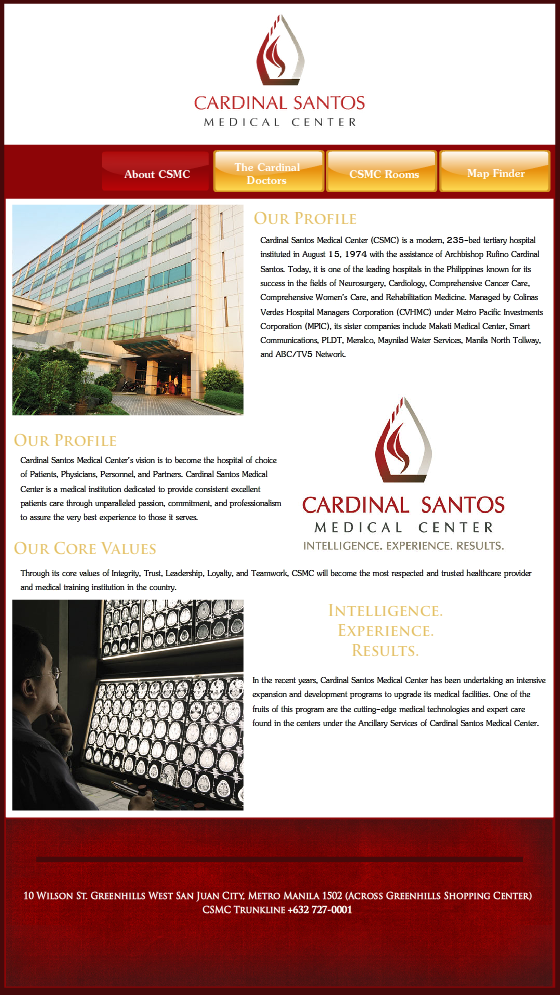 CARDINAL SANTOS
MEDICAL CENTER
About CSMC
The Cardinal
Doctors
CSMC Rooms
Map Finder
Our Profile
Cardinal Santos Medical Center (CSMC) is a modern, 235-bed tertiary hospital
instituted in August 15, 1974 with the assistance of Archbishop Rufino Cardinal
Santos. Today, it is one of the leading hospitals in the Philippines known for its
success in the fields of Neurosurgery, Cardiology, Comprehensive Cancer Care,
Comprehensive Women's Care, and Rehabilitation Medicine. Managed by Colinas
Verdes Hospital Managers Corporation (CVHMC) under Metro Pacific Investments
Corporation (MPIC), its sister companies include Makati Medical Center, Smart
Communications, PLDT, Meralco, Maynilad Water Services, Manila North Tollway,
and ABC/TV5 Network.
Our Profile
Cardinal Santos Medical Center's vision is to become the hospital of choice
of Patients, Physicians, Personnel, and Partners. Cardinal Santos Medical
Center is a medical institution dedicated to provide consistent excellent
patients care through unparalleled passion, commitment, and professionalism
to assure the very best experience to those it serves.
CARDINAL SANTOS
MEDICAL CENTER
INTELLIGENCE. EXPERIENCE. RESULTS.
Our Core Values
Through its core values of Integrity, Trust, Leadership, Loyalty, and Teamwork, CSMC will become the most respected and trusted healthcare provider
and medical training institution in the country.
Intelligence.
Experience.
Results.
In the recent years, Cardinal Santos Medical Center has been undertaking an intensive
expansion and development programs to upgrade its medical facilities. One of the
fruits of this program are the cutting-edge medical technologies and expert care
found in the centers under the Ancillary Services of Cardinal Santos Medical Center.
10 Wilson St. Greenhills West San Juan City, Metro Manila 1502 (Across Greenhills Shopping Center)
CSMC Trunkline +632 727-0001